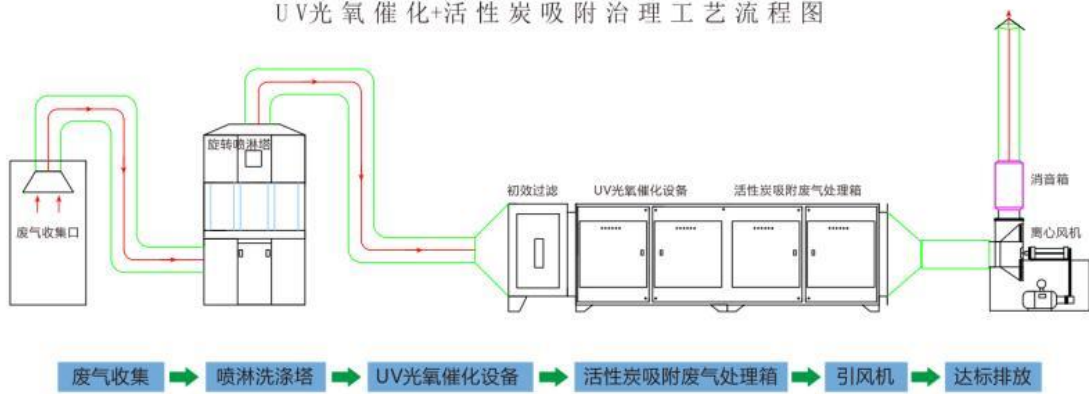 UV光氧催化+活性炭吸附治理工艺流程图
旋转喷淋塔
废气收集口
初效过滤
UV光氧催化设备
活性炭吸附废气处理箱
消音箱
离心风机
废气收集
喷淋洗涤塔
UV光氧催化设备
活性炭吸附废气处理箱
引风机
达标排放